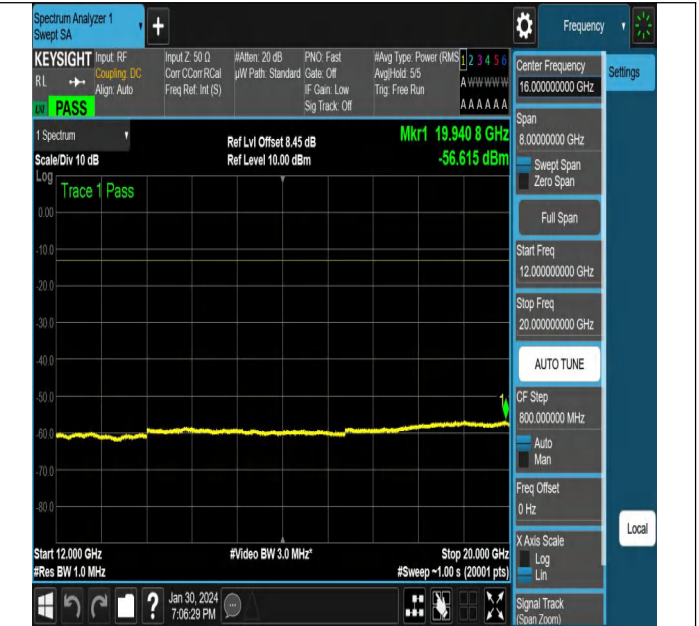 Spectrum Analyzer 1
Swept SA
+
Frequency
KEYSIGHT
RL
LXI PASS
Input: RF
Coupling: DC
Align: Auto
Input Z: 50 Ω
Corr CCorr RCal
Freq Ref: Int (S)
#Atten: 20 dB
µW Path: Standard
PNO: Fast
Gate: Off
IF Gain: Low
Sig Track: Off
#Avg Type: Power (RMS
Avg|Hold: 5/5
Trig: Free Run
1 2 3 4 5 6
A W W W W W
A A A A A A
1 Spectrum
Scale/Div 10 dB
Log
Ref Lvl Offset 8.45 dB
Ref Level 10.00 dBm
Mkr1 19.940 8 GHz
-56.615 dBm
Trace 1 Pass
0.00
-10.0
-20.0
-30.0
-40.0
-50.0
-60.0
-70.0
-80.0
1
Start 12.000 GHz
#Res BW 1.0 MHz
#Video BW 3.0 MHz*
Stop 20.000 GHz
#Sweep ~1.00 s (20001 pts)
Jan 30, 2024
7:06:29 PM
Center Frequency
16.000000000 GHz
Settings
Span
8.00000000 GHz
Swept Span
Zero Span
Full Span
Start Freq
12.000000000 GHz
Stop Freq
20.000000000 GHz
AUTO TUNE
CF Step
800.000000 MHz
Auto
Man
Freq Offset
0 Hz
X Axis Scale
Log
Lin
Local
Signal Track
(Span Zoom)